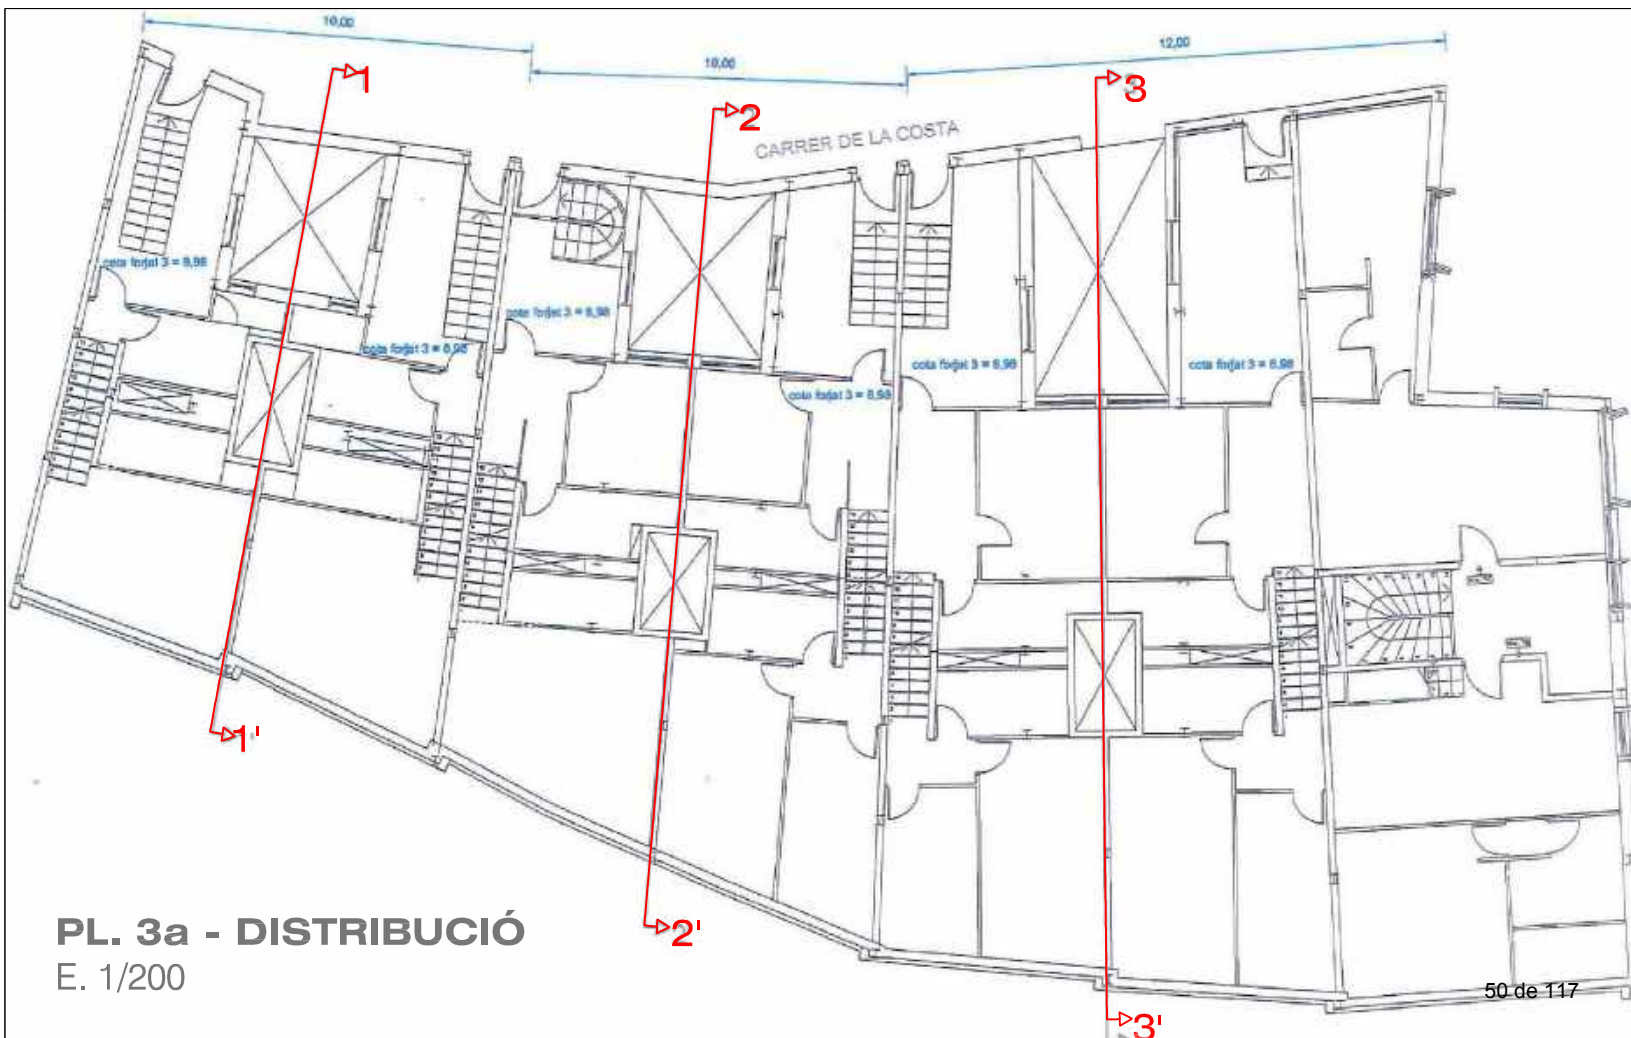 10,00
10,00
12,00
1
2
3
CARRER DE LA COSTA
cota forjat 3 = 8,98
cota forjat 3 = 8,98
cota forjat 3 = 8,98
cota forjat 3 = 8,98
cota forjat 3 = 8,98
cota forjat 3 = 8,98
1'
2'
3'
PL. 3a - DISTRIBUCIÓ
E. 1/200
50 de 117